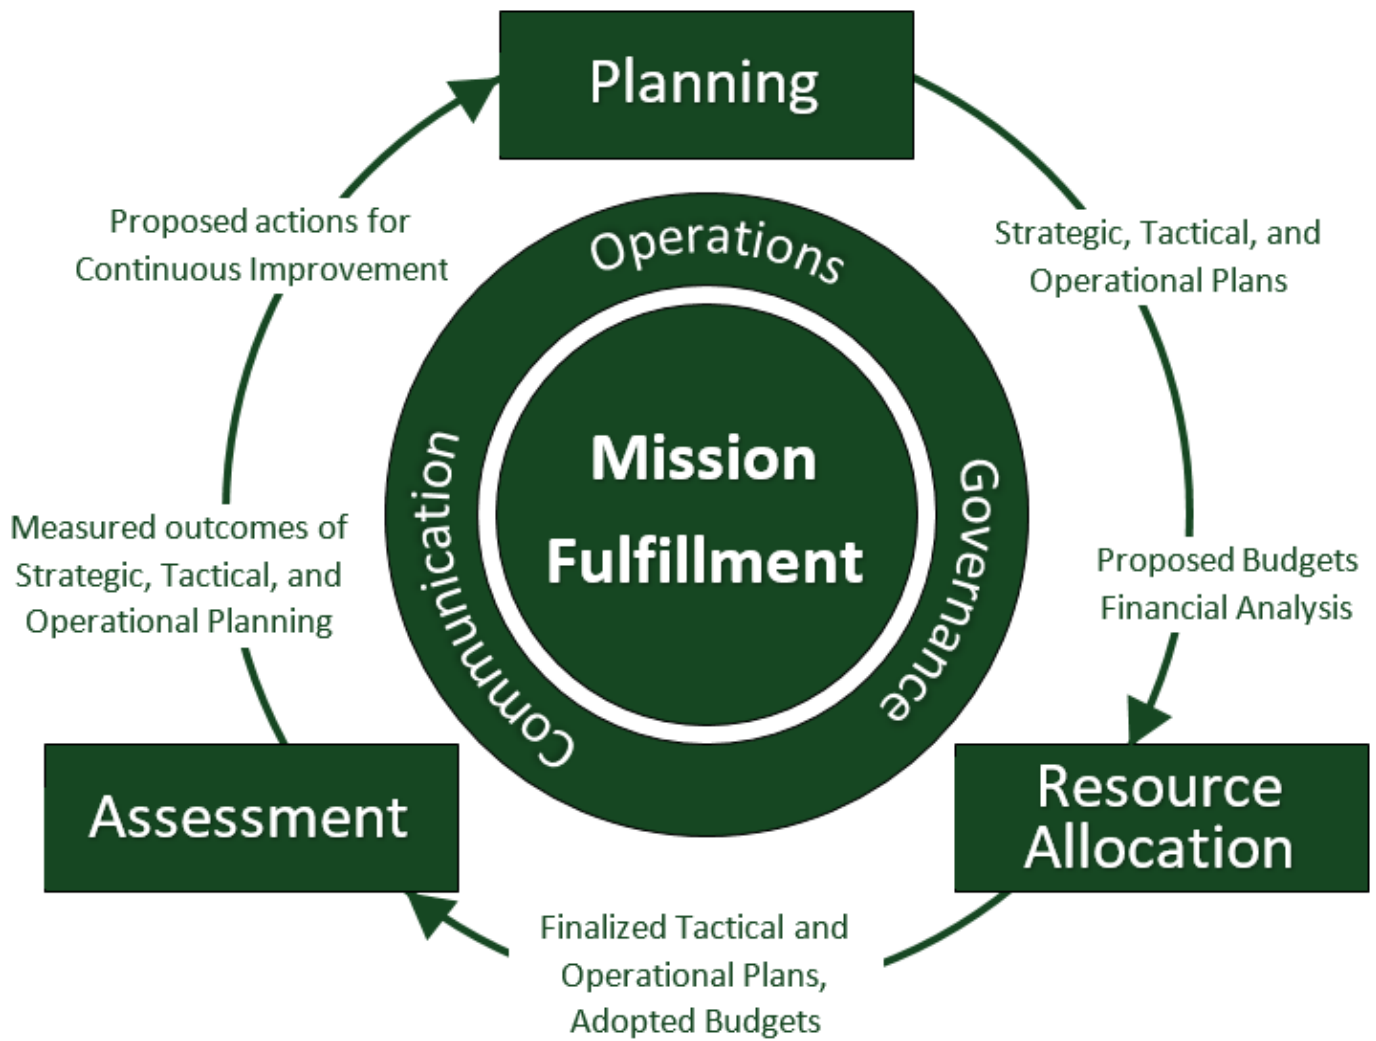 Planning
Proposed actions for
Continuous Improvement
Strategic, Tactical, and
Operational Plans
Operations
Mission
Fulfillment
Communication
Governance
Measured outcomes of
Strategic, Tactical, and
Operational Planning
Proposed Budgets
Financial Analysis
Assessment
Resource
Allocation
Finalized Tactical and
Operational Plans,
Adopted Budgets